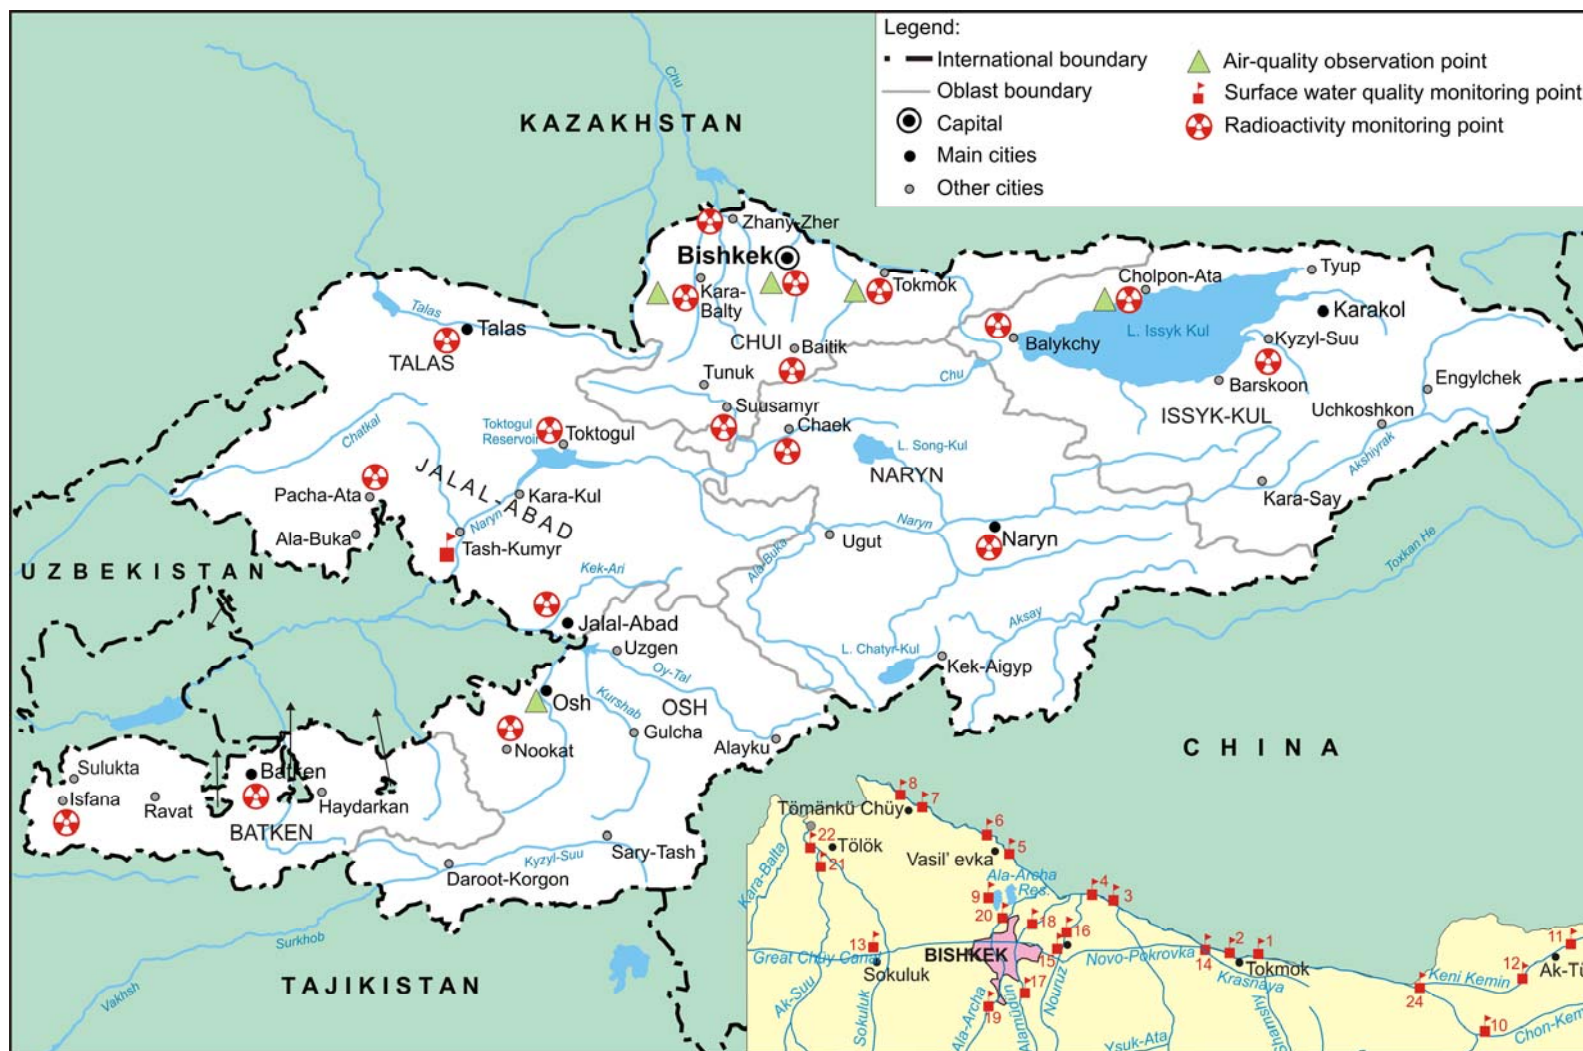 Legend:
International boundary
Oblast boundary
Capital
Main cities
Other cities
Air-quality observation point
Surface water quality monitoring point
Radioactivity monitoring point
KAZAKHSTAN
Chu
Zhany-Zher
Bishkek
Kara-
Balty
Tokmok
Cholpon-Ata
Tyup
Talas
Talas
TALAS
CHUI
Baitik
Balykchy
L. Issyk Kul
Karakol
Kyzyl-Suu
Tunuk
Chu
Barskoon
Engylchek
Suusamyr
Chaek
ISSYK-KUL
Uchkoshkon
Chatkal
Toktogul
Reservoir
Toktogul
L. Song-Kul
Akshiyrak
NARYN
JALAL-ABAD
Pacha-Ata
Kara-Kul
Kara-Say
Naryn
Naryn
Ala-Buka
Tash-Kumyr
Ugut
Naryn
Ala-Buka
Toxkan He
UZBEKISTAN
Kek-Ari
Jalal-Abad
Aksay
Uzgen
L. Chatyr-Kul
Kek-Aigyp
Oy-Tal
Osh
Kurshab
OSH
Gulcha
Alayku
Nookat
CHINA
Sulukta
Batken
Isfana
Ravat
Haydarkan
BATKEN
Kyzyl-Suu
Sary-Tash
Daroot-Korgon
Surkhob
TAJIKISTAN
Vakhsh
8
7
Tömänkü Chüy
6
22
Tölök
Vasil' evka
5
21
Kara-Balta
Ala-Archa
Res.
4
3
9
20
18
16
13
Great Chüy Canal
BISHKEK
15
Novo-Pokrovka
14
2
1
11
Sokuluk
Tokmok
Krasnaya
Keni Kemin
12
Ak-Tü
24
17
19
10
Ak-Suu
Sokuluk
Ala-Archa
Alamüdün
Nouruz
Ysuk-Ata
Shamshy
Chon-Kem